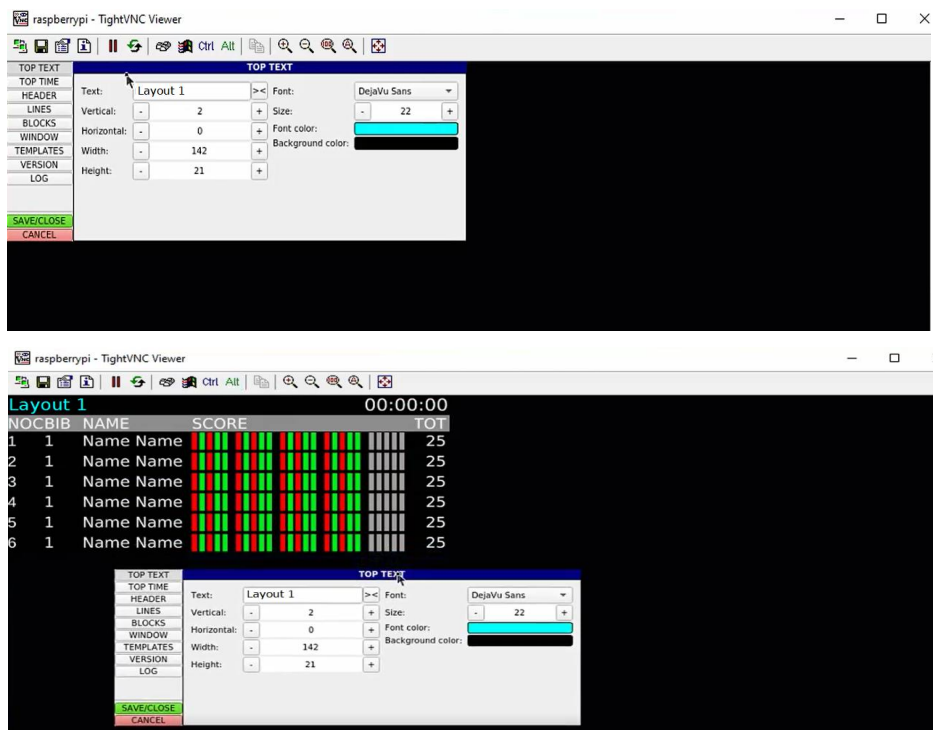 raspberrypi - TightVNC Viewer
Ctrl Alt
TOP TEXT
TOP TIME
HEADER
LINES
BLOCKS
WINDOW
TEMPLATES
VERSION
LOG
SAVE/CLOSE
CANCEL
TOP TEXT
Text: Layout 1 >< Font: DejaVu Sans
Vertical: - 2 + Size: - 22 +
Horizontal: - 0 + Font color:
Background color:
Width: - 142 +
Height: - 21 +
raspberrypi - TightVNC Viewer
Ctrl Alt
Layout 1 00:00:00
NOCBIB NAME SCORE TOT
1 1 Name Name 25
2 1 Name Name 25
3 1 Name Name 25
4 1 Name Name 25
5 1 Name Name 25
6 1 Name Name 25
TOP TEXT
TOP TIME
HEADER
LINES
BLOCKS
WINDOW
TEMPLATES
VERSION
LOG
SAVE/CLOSE
CANCEL
TOP TEXT
Text: Layout 1 >< Font: DejaVu Sans
Vertical: - 2 + Size: - 22 +
Horizontal: - 0 + Font color:
Background color:
Width: - 142 +
Height: - 21 +